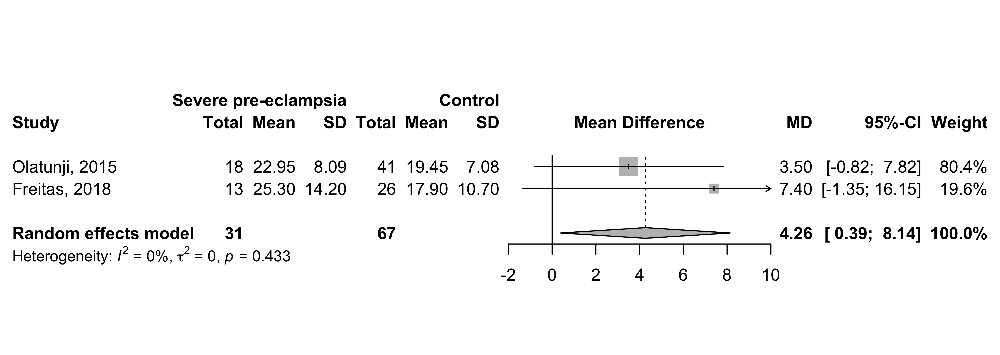 Severe pre-eclampsia Control
Study Total Mean SD Total Mean SD Mean Difference MD 95%-CI Weight
Olatunji, 2015 18 22.95 8.09 41 19.45 7.08 3.50 [-0.82; 7.82] 80.4%
Freitas, 2018 13 25.30 14.20 26 17.90 10.70 7.40 [-1.35; 16.15] 19.6%
Random effects model 31 67 4.26 [ 0.39; 8.14] 100.0%
Heterogeneity: I² = 0%, τ² = 0, p = 0.433
-2 0 2 4 6 8 10